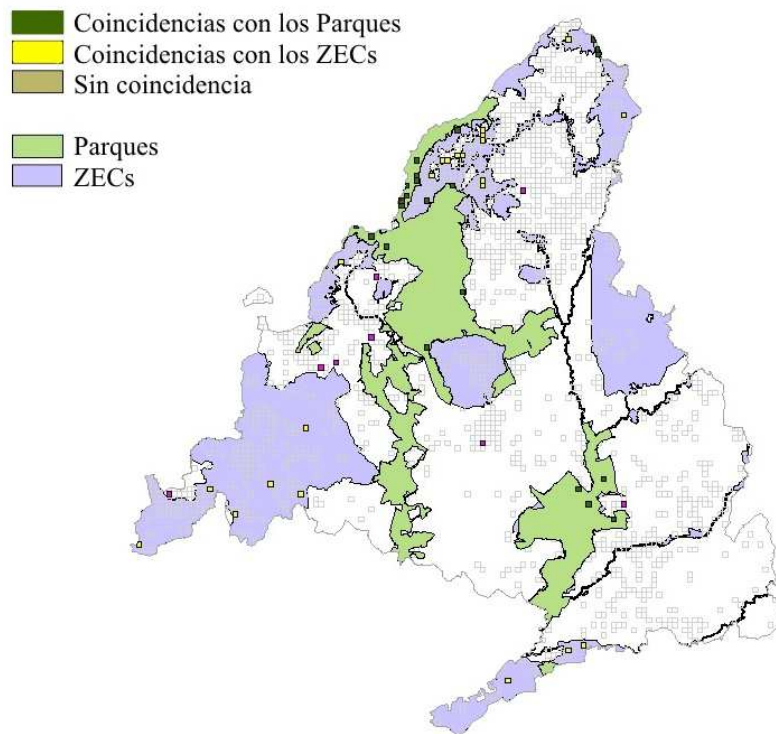 Coincidencias con los Parques
Coincidencias con los ZECs
Sin coincidencia
Parques
ZECs